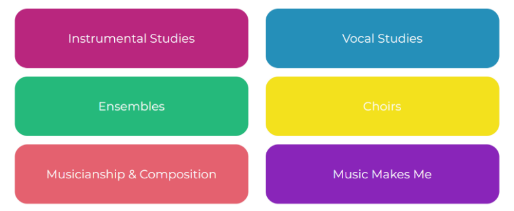 Instrumental Studies
Vocal Studies
Ensembles
Choirs
Musicianship & Composition
Music Makes Me